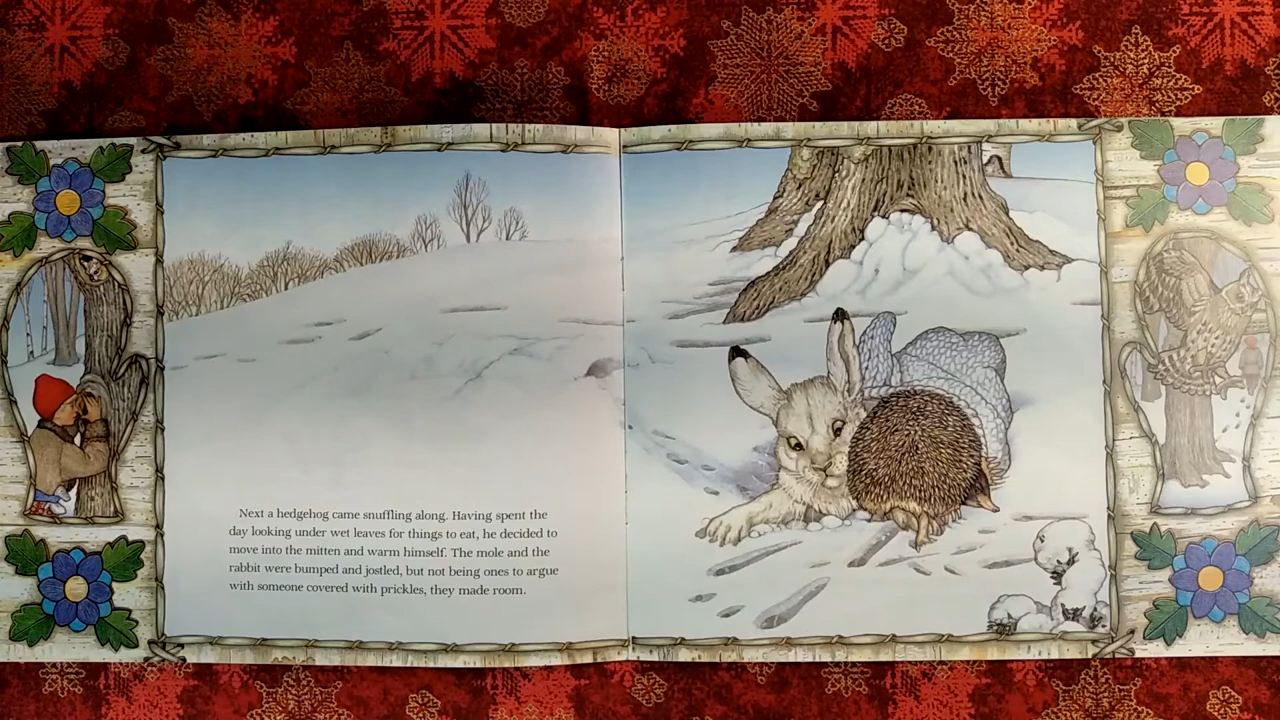 Next a hedgehog came snuffling along. Having spent the
day looking under wet leaves for things to eat, he decided to
move into the mitten and warm himself. The mole and the
rabbit were bumped and jostled, but not being ones to argue
with someone covered with prickles, they made room.